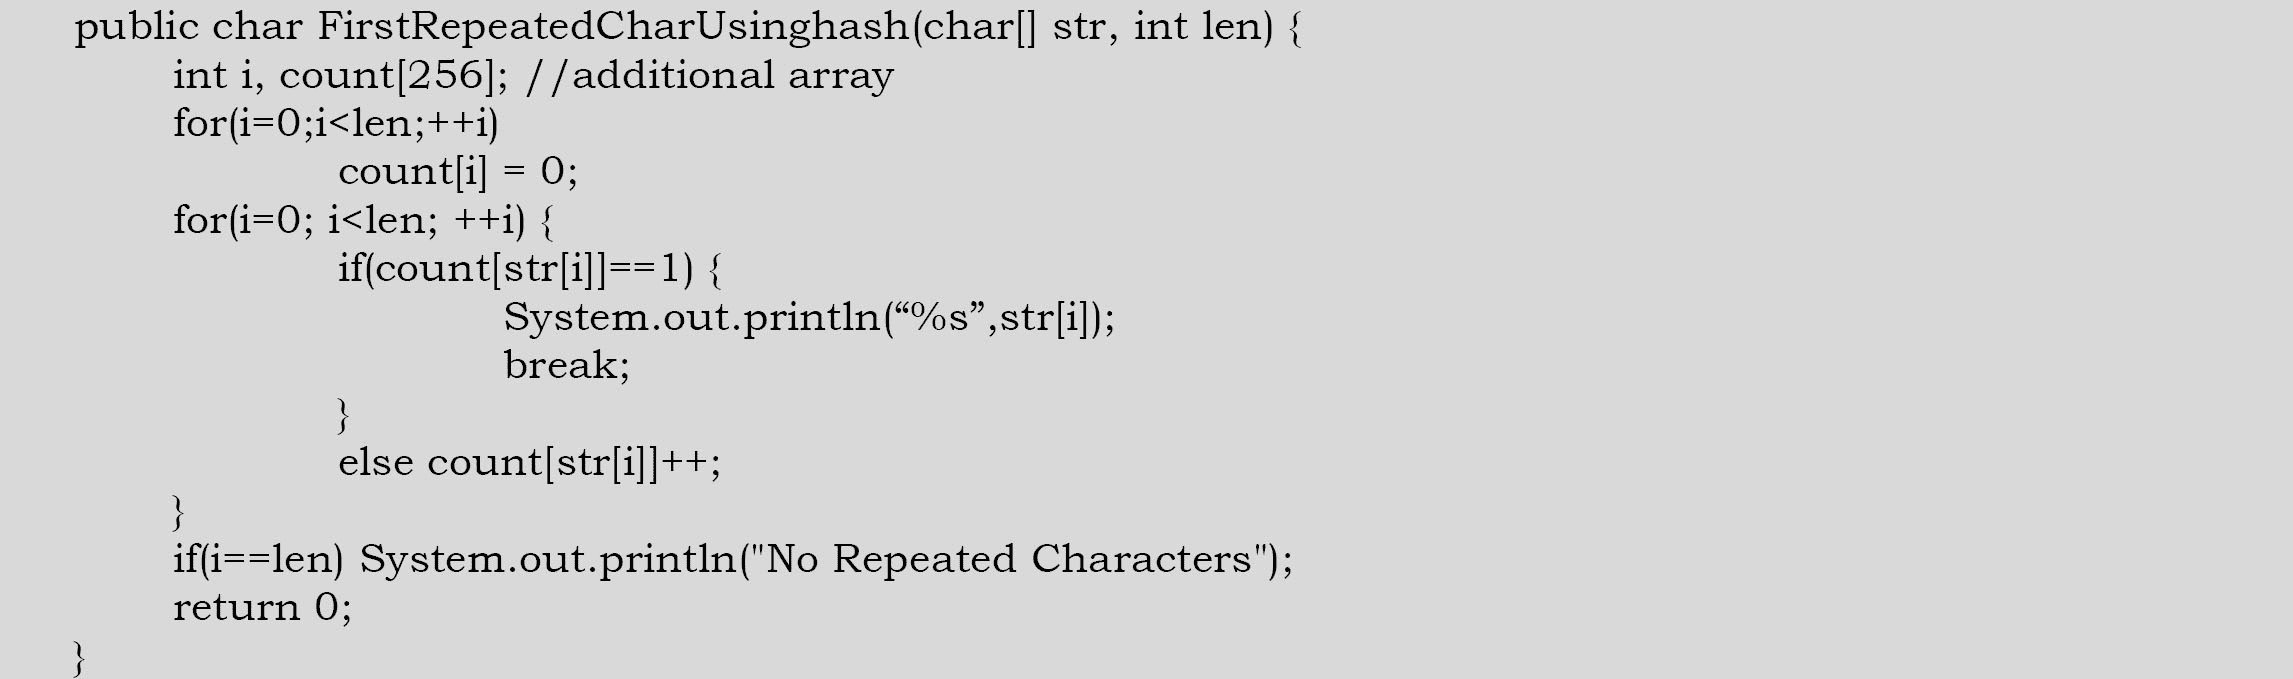 public char FirstRepeatedCharUsinghash(char[] str, int len) {
int i, count[256]; //additional array
for(i=0;i<len;++i)
count[i] = 0;
for(i=0; i<len; ++i) {
if(count[str[i]]==1) {
System.out.println(“%s”,str[i]);
break;
}
else count[str[i]]++;
}
if(i==len) System.out.println("No Repeated Characters");
return 0;
}